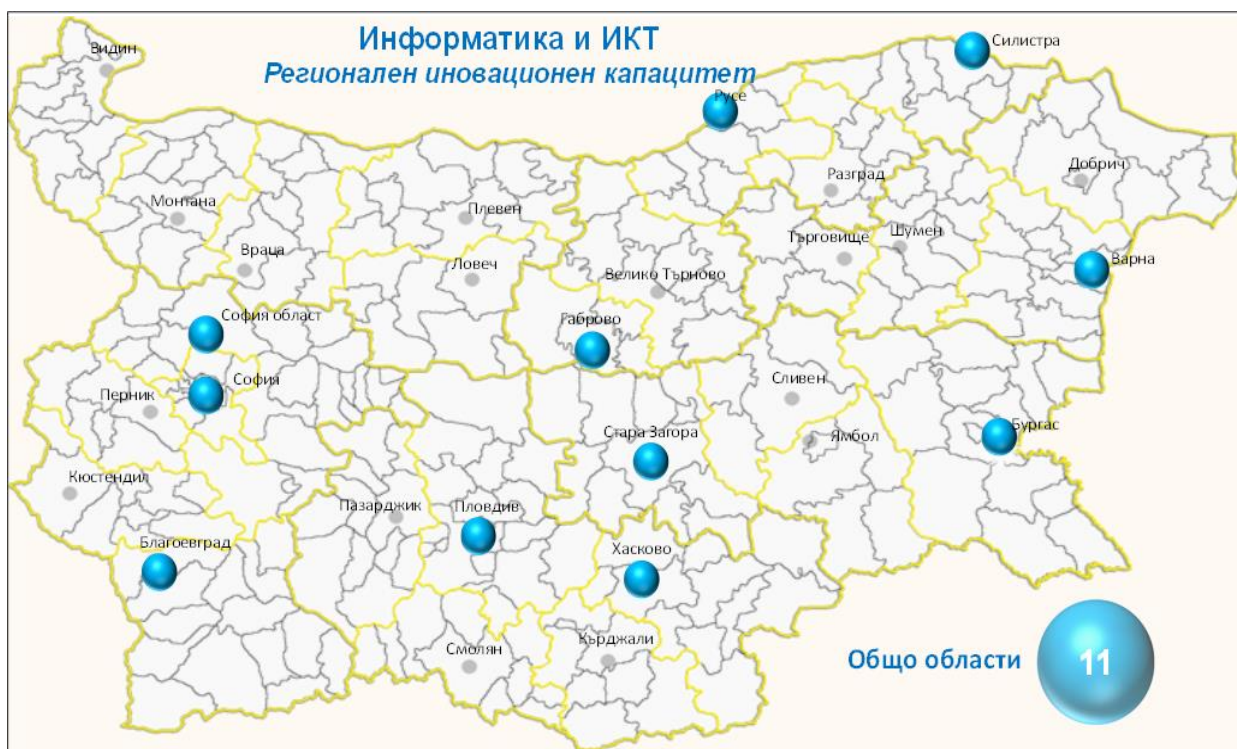 Информатика и ИКТ
Регионален иновационен капацитет
Видин
Силистра
Русе
Добрич
Разград
Монтана
Плевен
Шумен
Търговище
Враца
Ловеч
Велико Търново
Варна
София област
Габрово
София
Перник
Сливен
Стара Загора
Бургас
Ямбол
Кюстендил
Пазарджик
Пловдив
Благоевград
Хасково
Смолян
Кърджали
Общо области
11